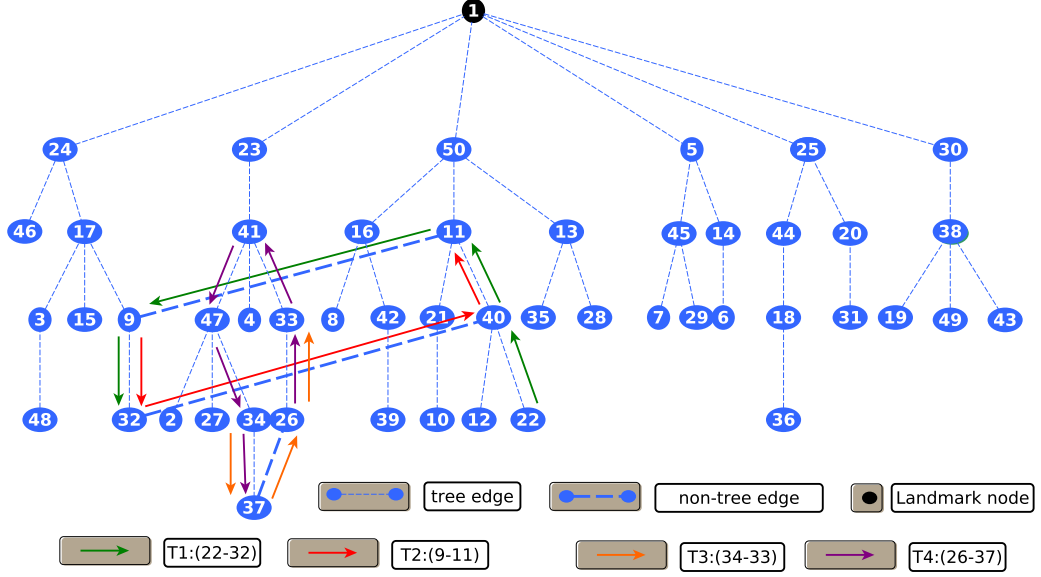 1
24 23 50 5 25 30
46 17 41 16 11 13 45 14 44 20 38
3 15 9 47 4 33 8 42 21 40 35 28 7 29 6 18 31 19 49 43
48 32 2 27 34 26 39 10 12 22 36
37
tree edge non-tree edge Landmark node
T1:(22-32) T2:(9-11) T3:(34-33) T4:(26-37)